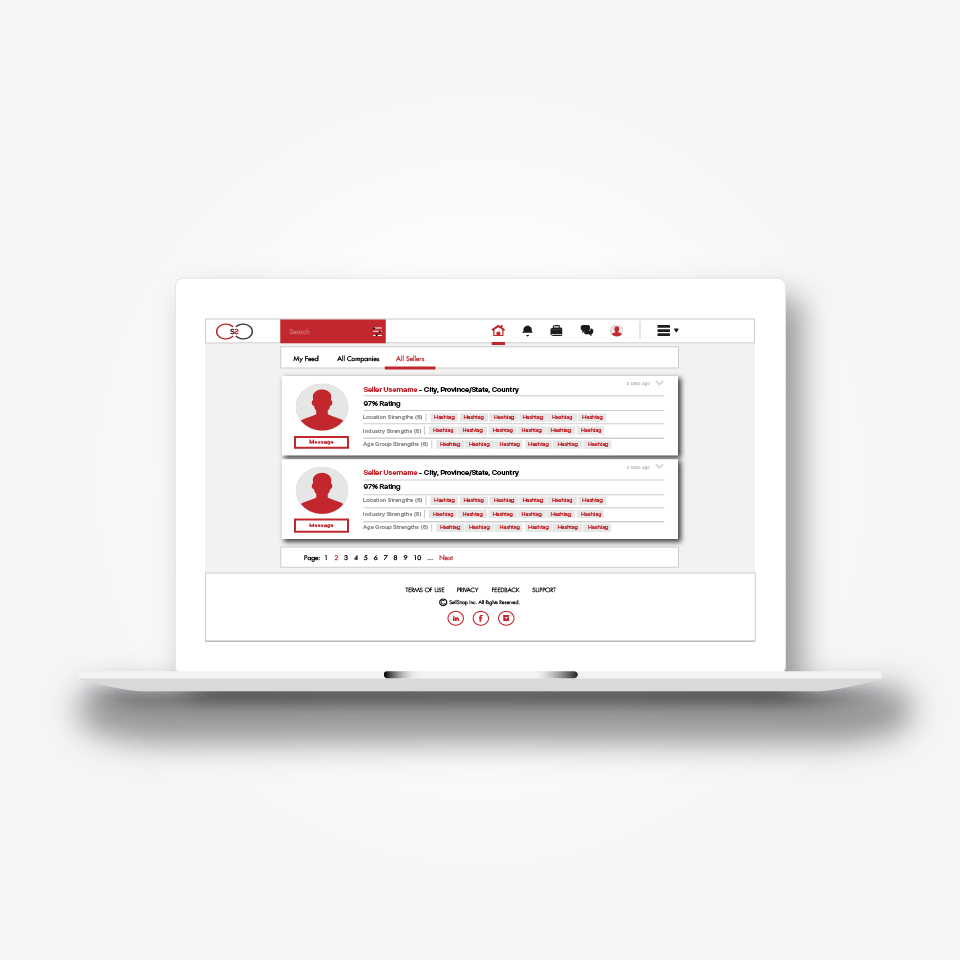 S2
Search
My Feed All Companies All Sellers
Seller Username - City, Province/State, Country
5 Days ago
97% Rating
Location Strengths (6) Hashtag Hashtag Hashtag Hashtag Hashtag Hashtag
Industry Strengths (6) Hashtag Hashtag Hashtag Hashtag Hashtag Hashtag
Age Group Strengths (6) Hashtag Hashtag Hashtag Hashtag Hashtag Hashtag
Message
Seller Username - City, Province/State, Country
5 Days ago
97% Rating
Location Strengths (6) Hashtag Hashtag Hashtag Hashtag Hashtag Hashtag
Industry Strengths (6) Hashtag Hashtag Hashtag Hashtag Hashtag Hashtag
Age Group Strengths (6) Hashtag Hashtag Hashtag Hashtag Hashtag Hashtag
Message
Page: 1 2 3 4 5 6 7 8 9 10 ... Next
TERMS OF USE PRIVACY FEEDBACK SUPPORT
© SellSnap Inc. All Rights Reserved.
in f